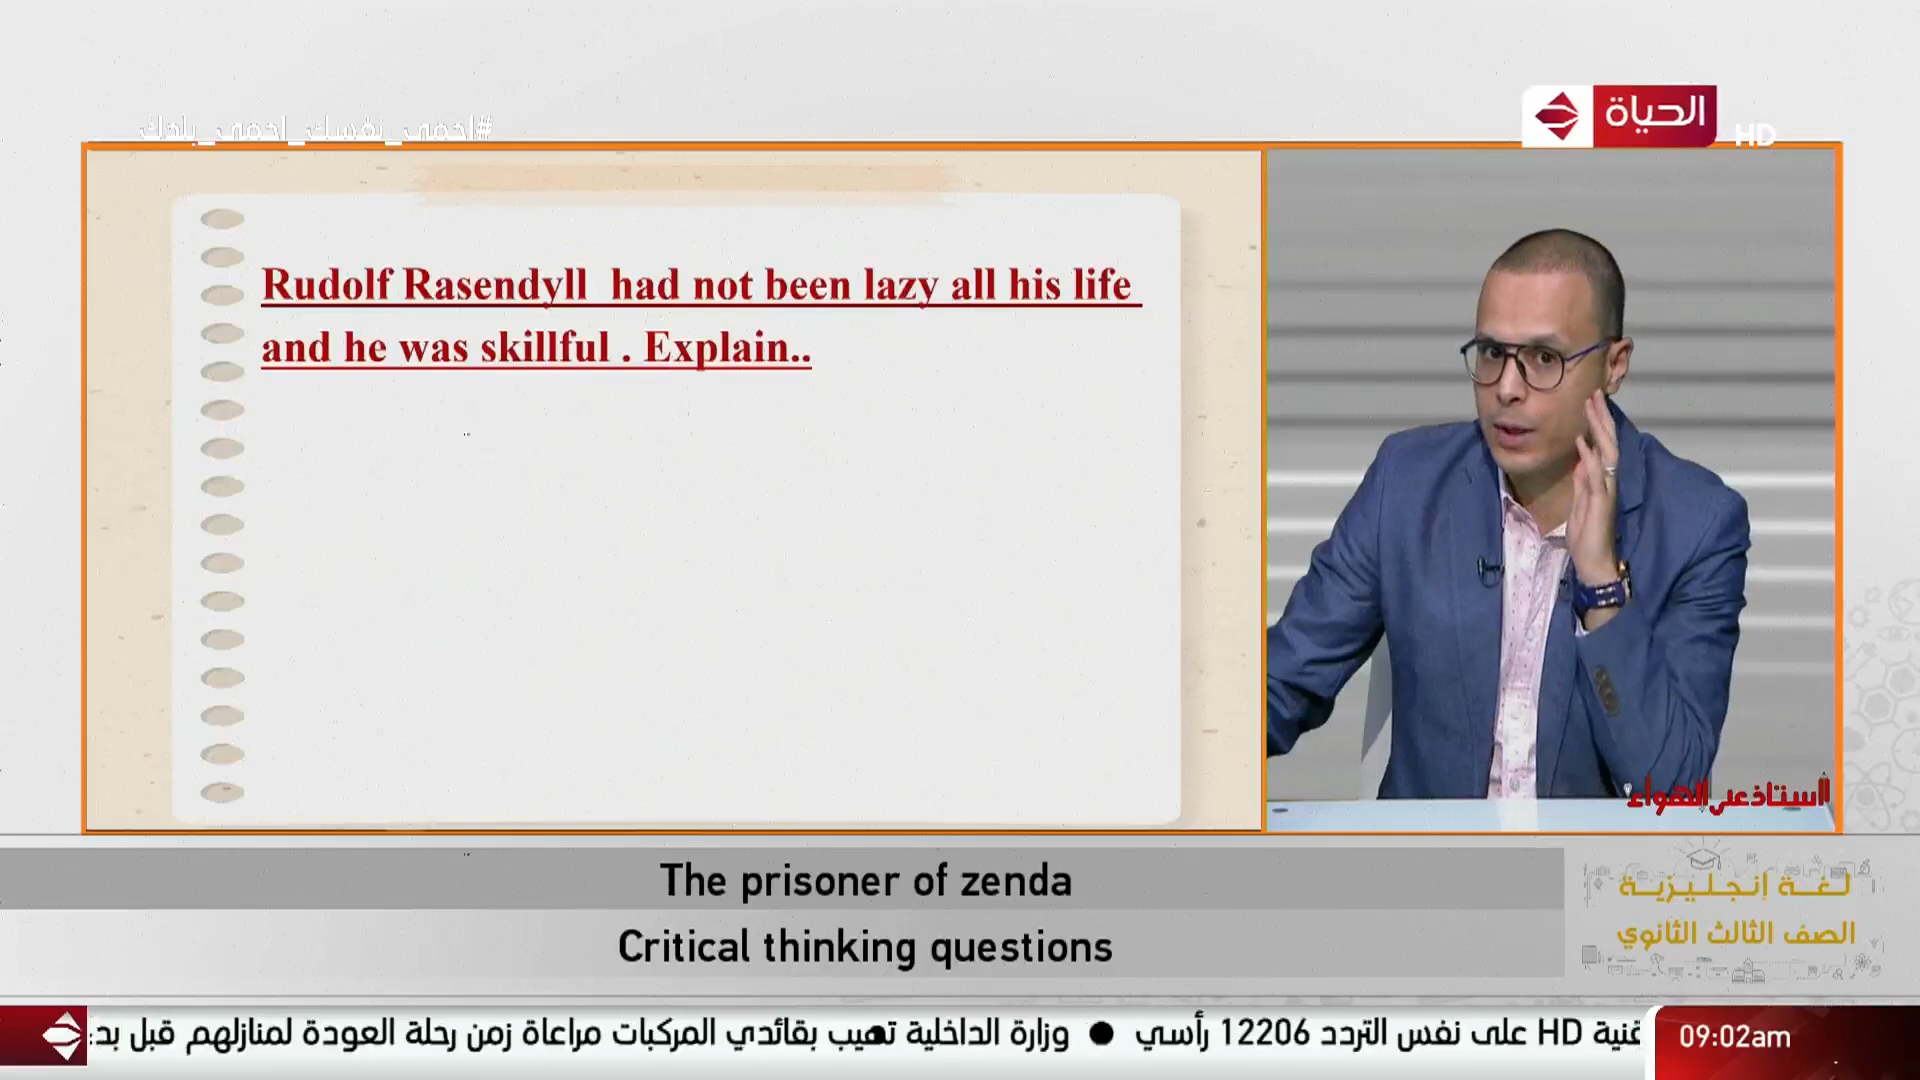 #احمي_نفسك_احمي_بلدك
الحياة
HD
Rudolf Rasendyll had not been lazy all his life
and he was skillful . Explain..
أستاذ على الهواء
The prisoner of zenda
Critical thinking questions
لغة إنجليزية
الصف الثالث الثانوي
قنية HD على نفس التردد 12206 رأسي ● وزارة الداخلية تهيب بقائدي المركبات مراعاة زمن رحلة العودة لمنازلهم قبل بد
09:02am